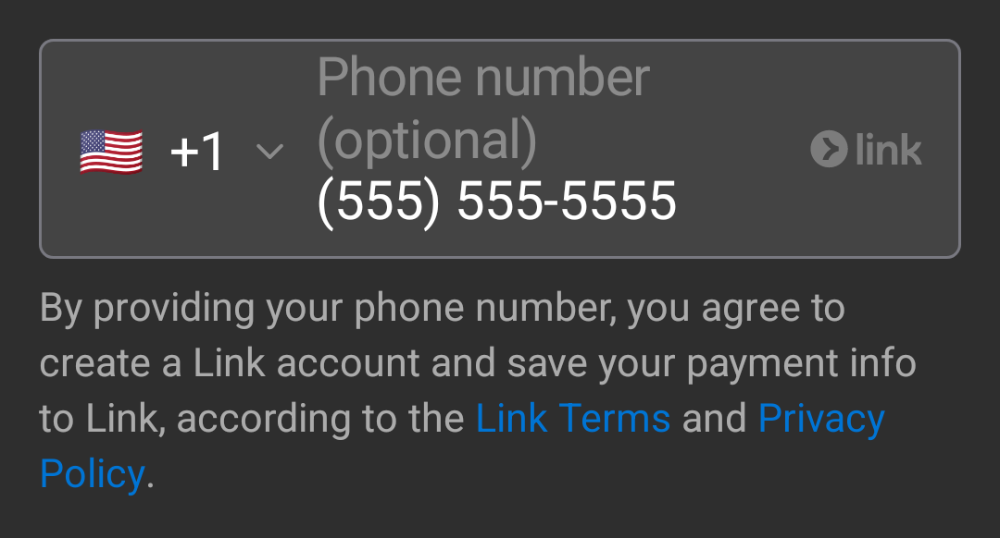 Phone number
(optional)
+1 (555) 555-5555 link
By providing your phone number, you agree to
create a Link account and save your payment info
to Link, according to the Link Terms and Privacy
Policy.